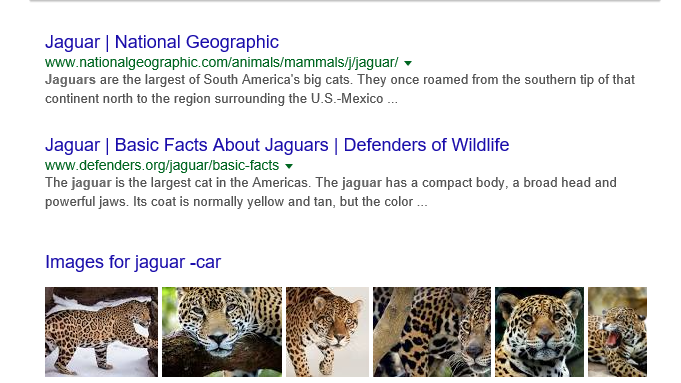 Jaguar | National Geographic
www.nationalgeographic.com/animals/mammals/j/jaguar/
Jaguars are the largest of South America's big cats. They once roamed from the southern tip of that
continent north to the region surrounding the U.S.-Mexico ...
Jaguar | Basic Facts About Jaguars | Defenders of Wildlife
www.defenders.org/jaguar/basic-facts
The jaguar is the largest cat in the Americas. The jaguar has a compact body, a broad head and
powerful jaws. Its coat is normally yellow and tan, but the color ...
Images for jaguar -car